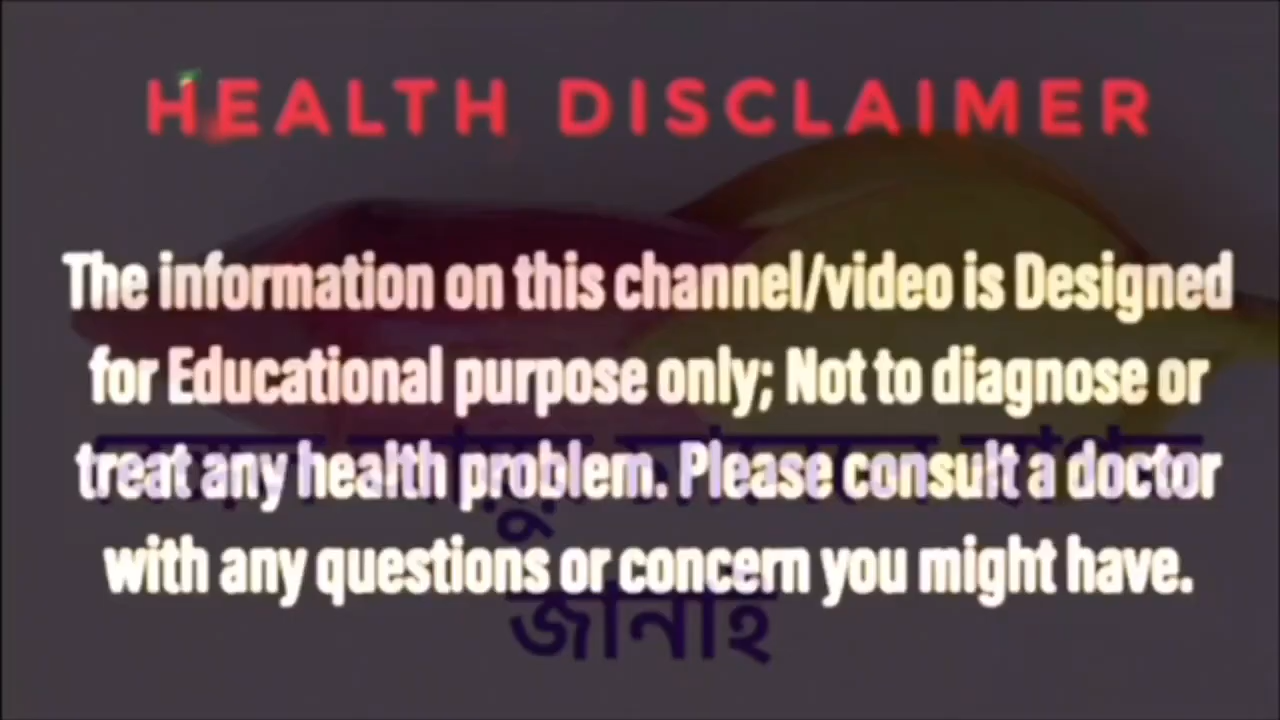 HEALTH DISCLAIMER
The information on this channel/video is Designed
for Educational purpose only; Not to diagnose or
treat any health problem. Please consult a doctor
with any questions or concern you might have.
জানাই